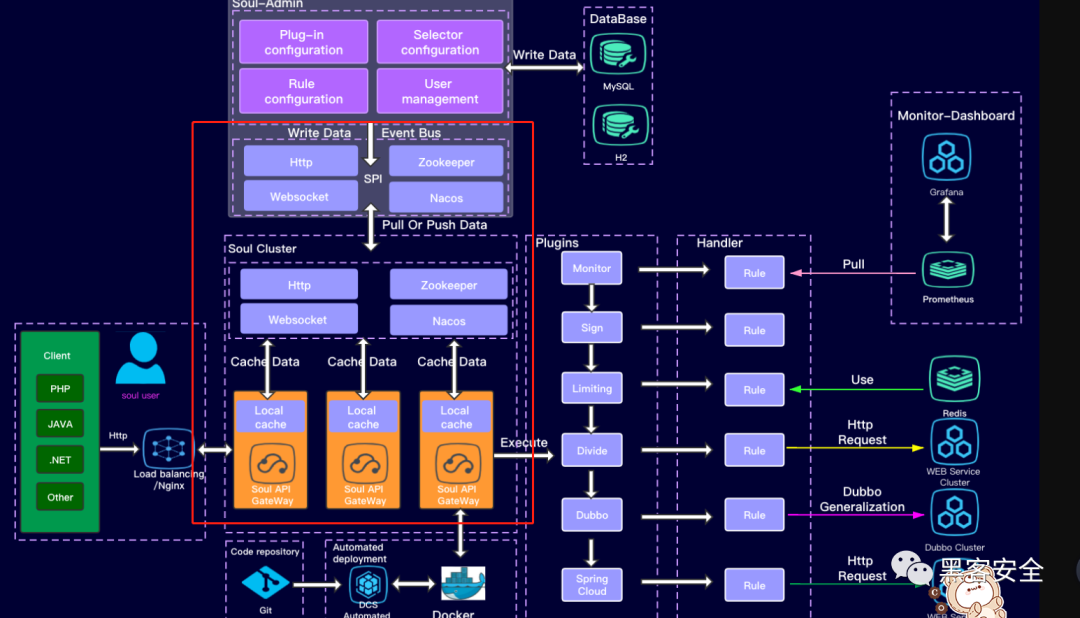 Soul-Admin
Plug-in
configuration
Selector
configuration
Rule
configuration
User
management
Write Data
DataBase
MySQL
H2
Write Data
Event Bus
Http
Zookeeper
SPI
Websocket
Nacos
Pull Or Push Data
Soul Cluster
Http
Zookeeper
Websocket
Nacos
Cache Data
Cache Data
Cache Data
Local
cache
Local
cache
Local
cache
Soul API
GateWay
Soul API
GateWay
Soul API
GateWay
Execute
Client
PHP
JAVA
.NET
Other
soul user
Http
Load balancing
/Nginx
Code repository
Git
Automated
deployment
DCS
Automated
Docker
Plugins
Monitor
Sign
Limiting
Divide
Dubbo
Spring
Cloud
Handler
Rule
Rule
Rule
Rule
Rule
Rule
Pull
Use
Http
Request
Dubbo
Generalization
Http
Request
Monitor-Dashboard
Grafana
Prometheus
Redis
WEB Service
Cluster
Dubbo Cluster
黑客安全